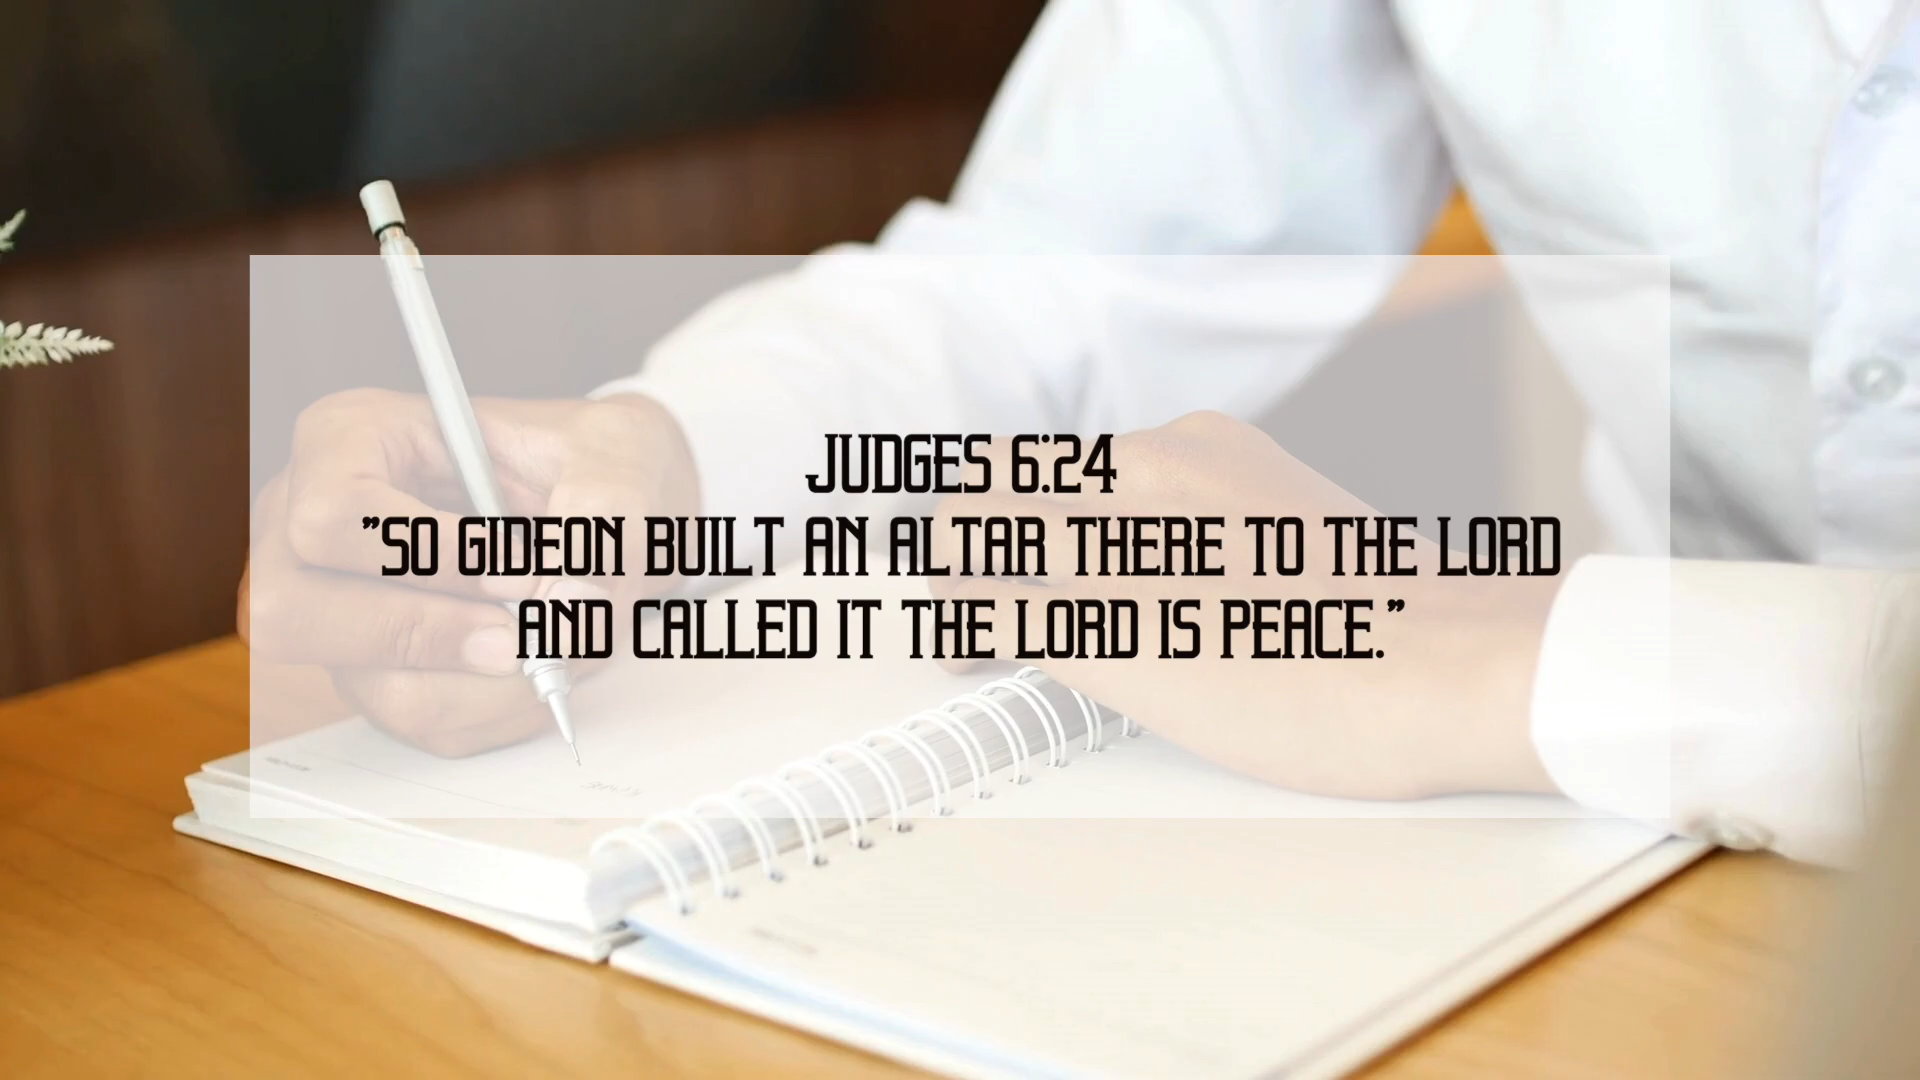 JUDGES 6:24
"SO GIDEON BUILT AN ALTAR THERE TO THE LORD
AND CALLED IT THE LORD IS PEACE."